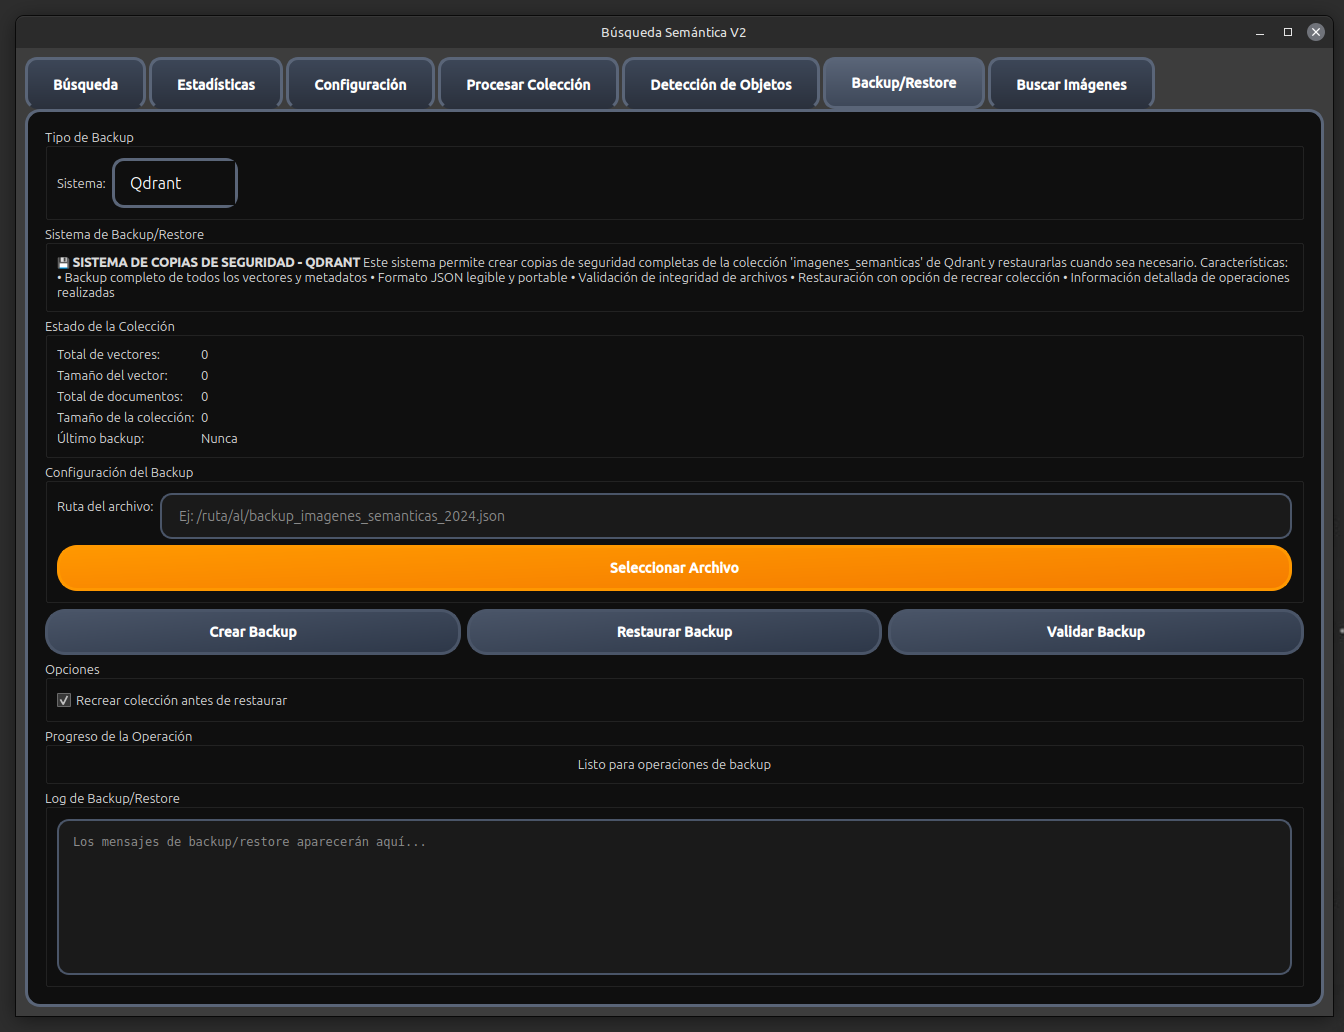 Búsqueda Semántica V2
Búsqueda
Estadísticas
Configuración
Procesar Colección
Detección de Objetos
Backup/Restore
Buscar Imágenes
Tipo de Backup
Sistema:
Qdrant
Sistema de Backup/Restore
💾 SISTEMA DE COPIAS DE SEGURIDAD - QDRANT Este sistema permite crear copias de seguridad completas de la colección 'imagenes_semanticas' de Qdrant y restaurarlas cuando sea necesario. Características:
• Backup completo de todos los vectores y metadatos • Formato JSON legible y portable • Validación de integridad de archivos • Restauración con opción de recrear colección • Información detallada de operaciones
realizadas
Estado de la Colección
Total de vectores: 0
Tamaño del vector: 0
Total de documentos: 0
Tamaño de la colección: 0
Último backup: Nunca
Configuración del Backup
Ruta del archivo:
Ej: /ruta/al/backup_imagenes_semanticas_2024.json
Seleccionar Archivo
Crear Backup
Restaurar Backup
Validar Backup
Opciones
Recrear colección antes de restaurar
Progreso de la Operación
Listo para operaciones de backup
Log de Backup/Restore
Los mensajes de backup/restore aparecerán aquí...